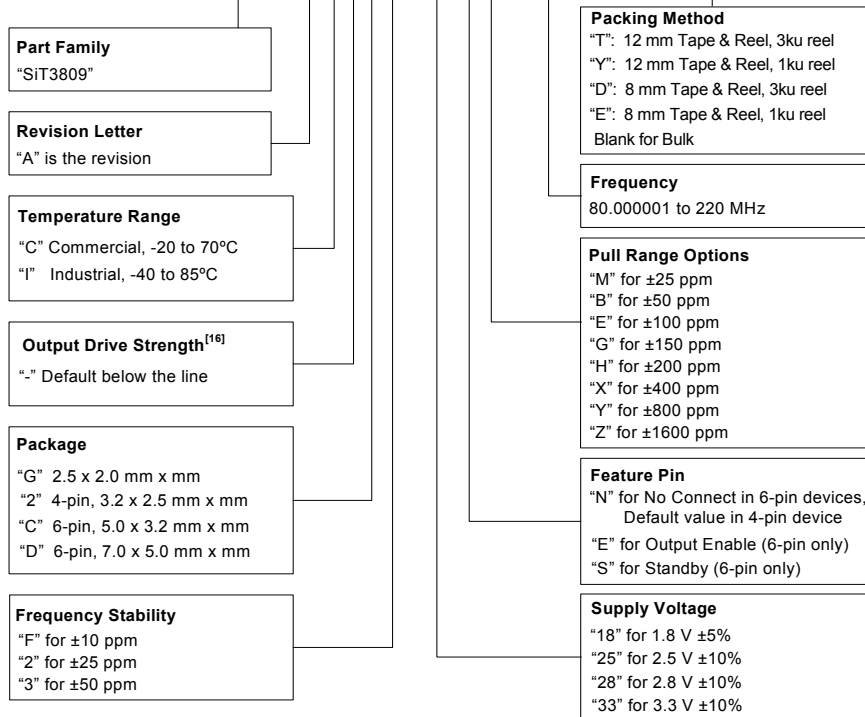 Part Family
“SiT3809”
Revision Letter
“A” is the revision
Temperature Range
“C” Commercial, -20 to 70ºC
“I” Industrial, -40 to 85ºC
Output Drive Strength[16]
“-” Default below the line
Package
“G” 2.5 x 2.0 mm x mm
“2” 4-pin, 3.2 x 2.5 mm x mm
“C” 6-pin, 5.0 x 3.2 mm x mm
“D” 6-pin, 7.0 x 5.0 mm x mm
Frequency Stability
“F” for ±10 ppm
“2” for ±25 ppm
“3” for ±50 ppm
Packing Method
“T”: 12 mm Tape & Reel, 3ku reel
“Y”: 12 mm Tape & Reel, 1ku reel
“D”: 8 mm Tape & Reel, 3ku reel
“E”: 8 mm Tape & Reel, 1ku reel
Blank for Bulk
Frequency
80.000001 to 220 MHz
Pull Range Options
“M” for ±25 ppm
“B” for ±50 ppm
“E” for ±100 ppm
“G” for ±150 ppm
“H” for ±200 ppm
“X” for ±400 ppm
“Y” for ±800 ppm
“Z” for ±1600 ppm
Feature Pin
“N” for No Connect in 6-pin devices,
Default value in 4-pin device
“E” for Output Enable (6-pin only)
“S” for Standby (6-pin only)
Supply Voltage
“18” for 1.8 V ±5%
“25” for 2.5 V ±10%
“28” for 2.8 V ±10%
“33” for 3.3 V ±10%